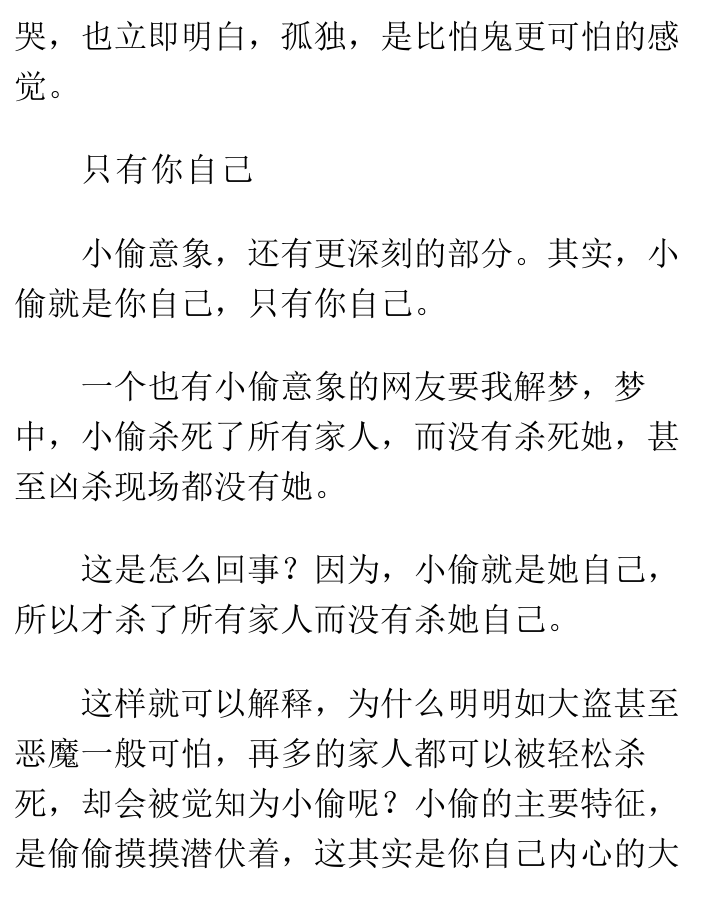 哭，也立即明白，孤独，是比怕鬼更可怕的感
觉。
只有你自己
小偷意象，还有更深刻的部分。其实，小
偷就是你自己，只有你自己。
一个也有小偷意象的网友要我解梦，梦
中，小偷杀死了所有家人，而没有杀死她，甚
至凶杀现场都没有她。
这是怎么回事？因为，小偷就是她自己，
所以才杀了所有家人而没有杀她自己。
这样就可以解释，为什么明明如大盗甚至
恶魔一般可怕，再多的家人都可以被轻松杀
死，却会被觉知为小偷呢？小偷的主要特征，
是偷偷摸摸潜伏着，这其实是你自己内心的大